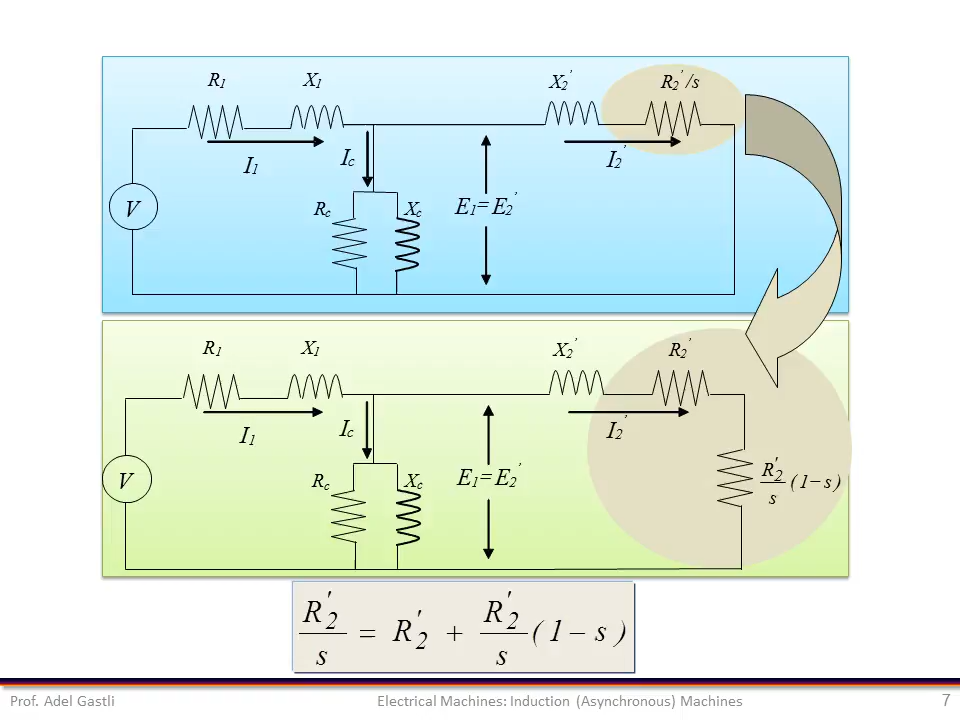 R1 X1 X2' R2'/s
I1 Ic I2'
V Rc Xc E1=E2'
R1 X1 X2' R2'
I1 Ic I2'
V Rc Xc E1=E2' R2'/s (1−s)
R2'/s = R2' + R2'/s (1−s)
Prof. Adel Gastli Electrical Machines: Induction (Asynchronous) Machines 7